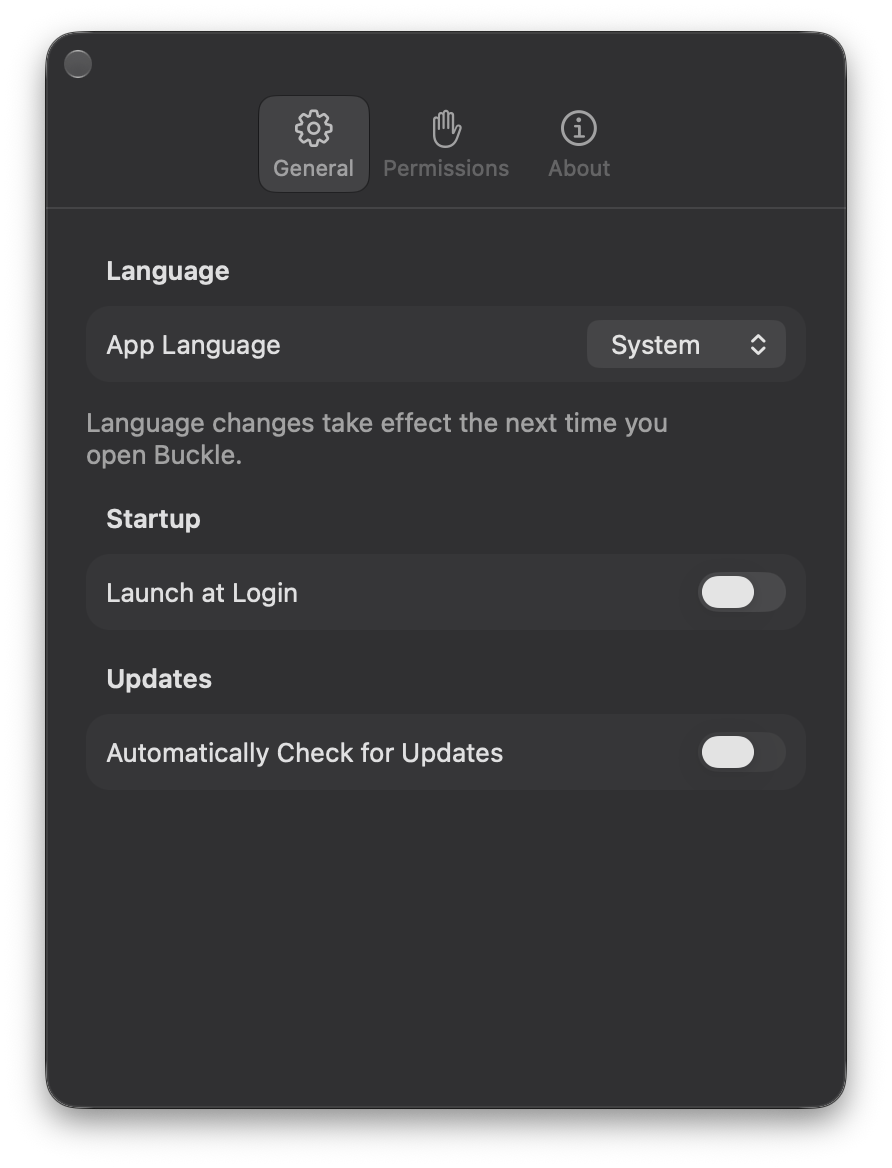 General
Permissions
About
Language
App Language
System
Language changes take effect the next time you
open Buckle.
Startup
Launch at Login
Updates
Automatically Check for Updates